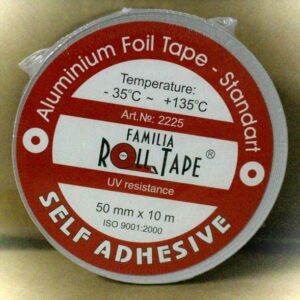 Aluminium Foil Tape - Standart
Temperature:
- 35°C ~ +135°C
Art.№: 2225
FAMILIA
ROLL TAPE ®
UV resistance
50 mm x 10 m
ISO 9001:2000
SELF ADHESIVE